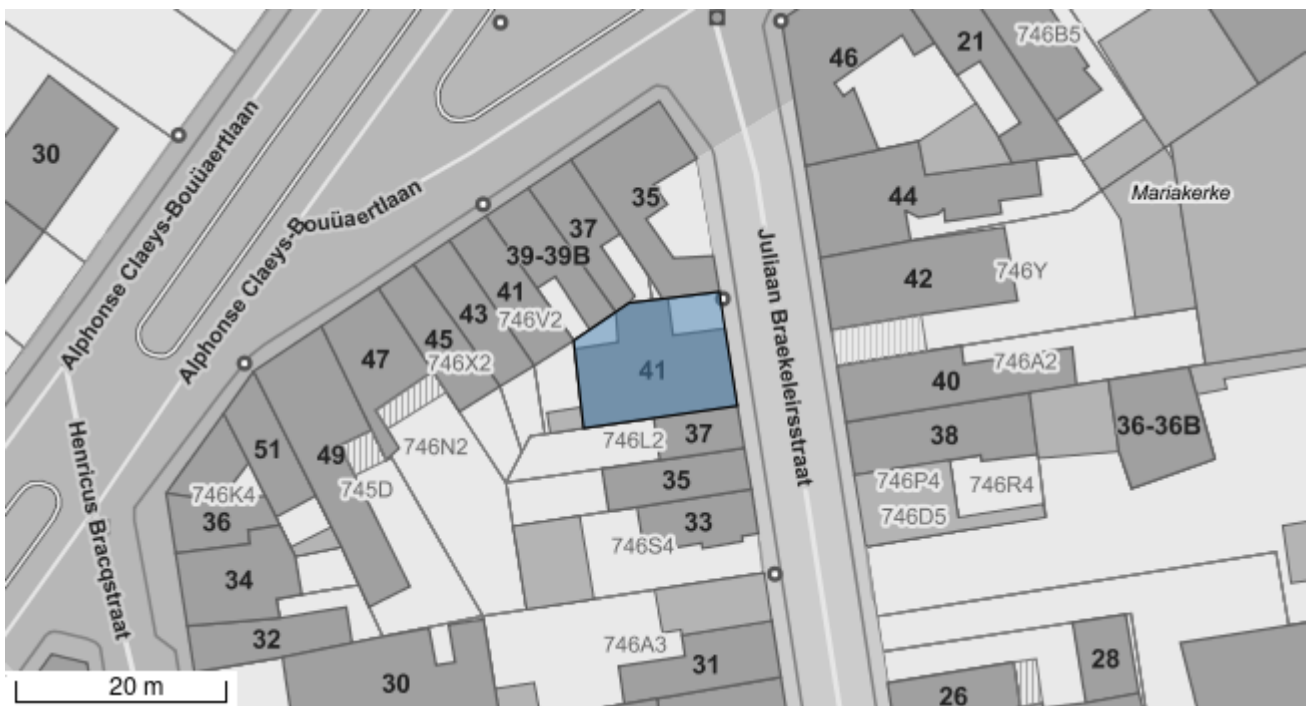 46
21
746B5
30
Alphonse Claeys-Bouüaertlaan
Alphonse Claeys-Bouüaertlaan
35
44
Mariakerke
37
39-39B
Juliaan Braekeleirsstraat
42
746Y
41
746V2
43
45
746X2
47
41
746A2
40
36-36B
51
49
746N2
746L2
37
38
Henricus Bracqstraat
745D
746K4
36
35
746P4
746R4
746D5
33
746S4
34
32
746A3
31
28
30
26
20 m